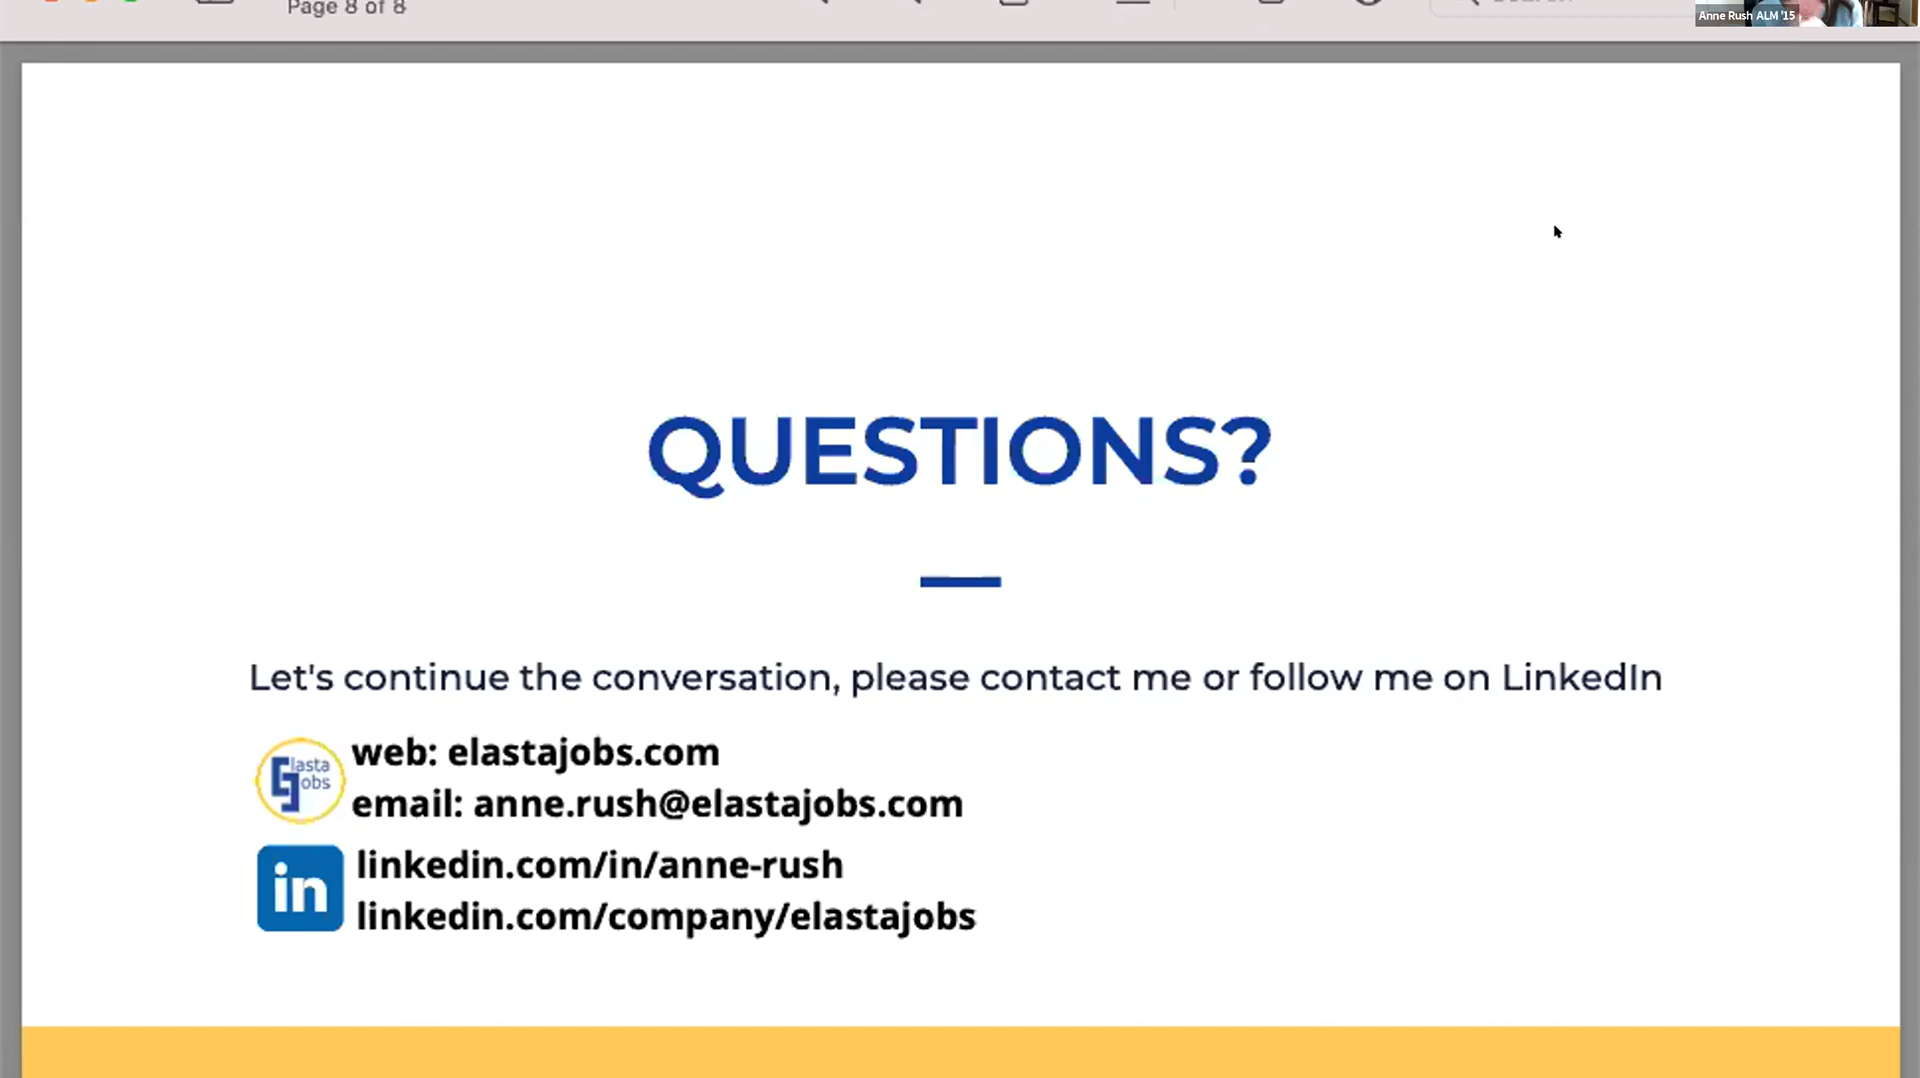 Page 8 of 8
Anne Rush ALM '15
QUESTIONS?
Let's continue the conversation, please contact me or follow me on LinkedIn
Elasta
Jobs
web: elastajobs.com
email: anne.rush@elastajobs.com
in
linkedin.com/in/anne-rush
linkedin.com/company/elastajobs